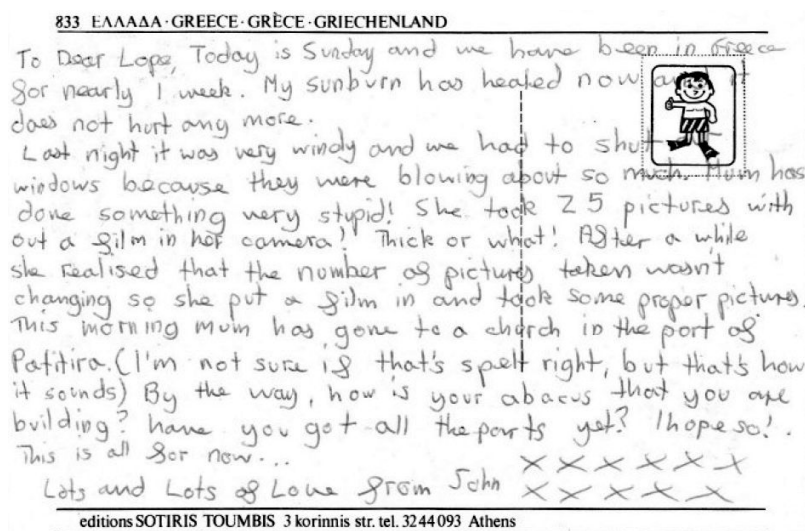 833 ΕΛΛΑΔΑ · GREECE · GRÈCE · GRIECHENLAND
To Dear Lope, Today is Sunday and we have been in Greece
for nearly 1 week. My sunburn has healed now and it
does not hurt any more.
Last night it was very windy and we had to shut
windows because they were blowing about so much. Mum has
done something very stupid! She took 25 pictures with
out a film in her camera! Thick or what! After a while
she realised that the number of pictures taken wasn't
changing so she put a film in and took some proper pictures.
This morning mum has gone to a church in the port of
Patitira. (I'm not sure if that's spelt right, but that's how
it sounds) By the way, how is your abacus that you are
building? have you got all the parts yet? I hope so!.
This is all for now...
Lots and Lots of Love from John xxxxxx
xxxxx
editions SOTIRIS TOUMBIS 3 korinnis str. tel. 3244 093 Athens